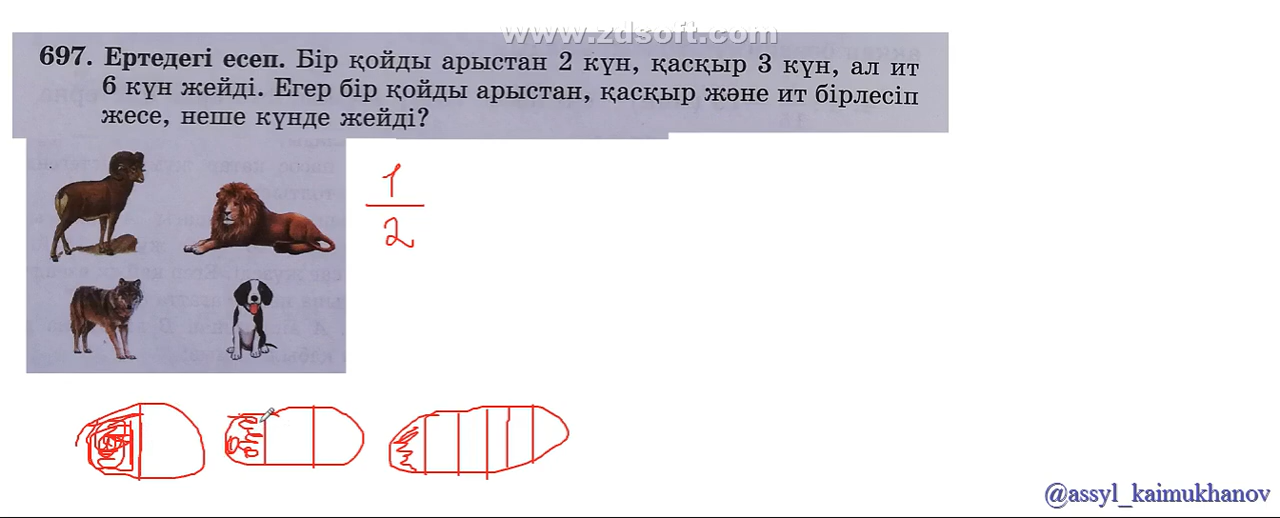 www.zdsoft.com
697. Ертедегі есеп. Бір қойды арыстан 2 күн, қасқыр 3 күн, ал ит
6 күн жейді. Егер бір қойды арыстан, қасқыр және ит бірлесіп
жесе, неше күнде жейді?
1
2
@assyl_kaimukhanov